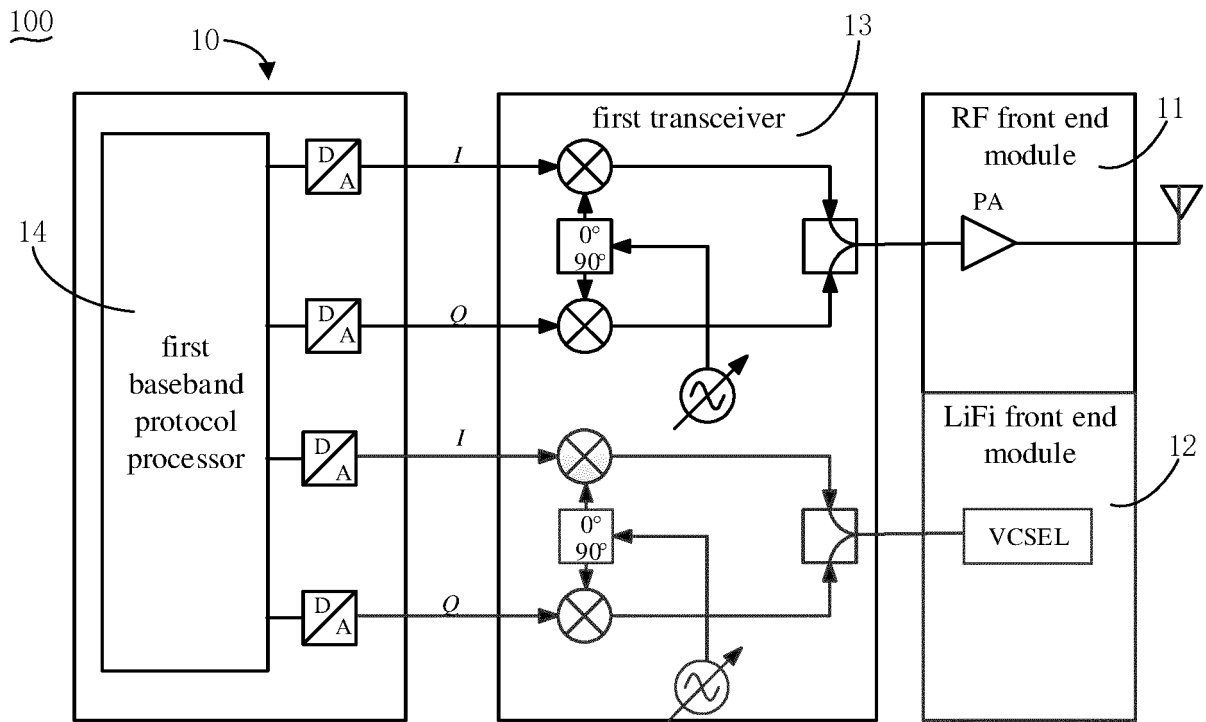 100
10
13
first transceiver
RF front end
module
11
D
A
I
PA
0°
90°
14
D
A
Q
first
baseband
protocol
processor
LiFi front end
module
12
D
A
I
0°
90°
VCSEL
D
A
Q